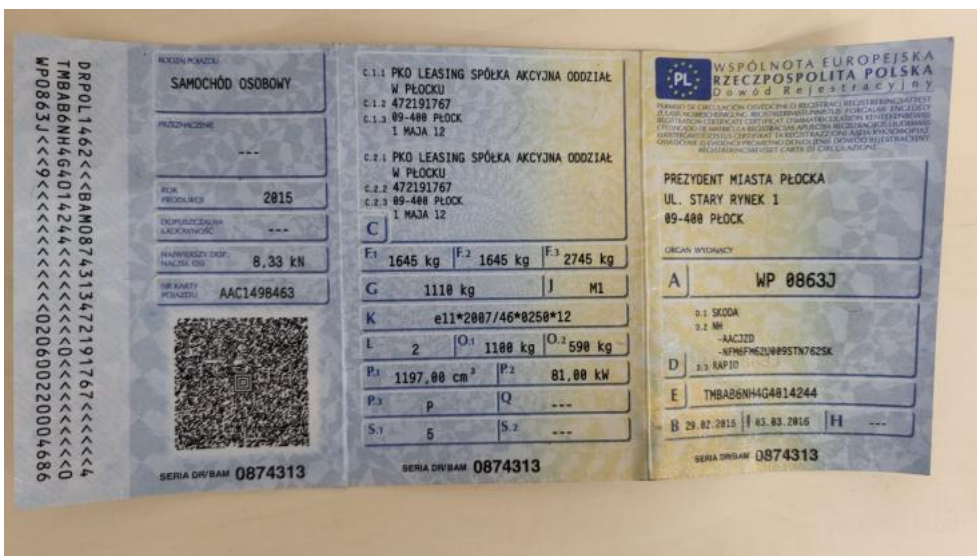 DRPOL1462<<<BAM0874313472191767<<<<<4
TMBAB6NH4G4014244<<<<<<<0<<<<<<<<0
WP0863J<<<9<<<<<<<<<<<<0206002200004686
RODZAJ POJAZDU
SAMOCHÓD OSOBOWY
PRZEZNACZENIE
---
ROK PRODUKCJI 2015
DOPUSZCZALNA ŁADOWNOŚĆ ---
NAJWIĘKSZY DOP. NACISK OSI 8,33 kN
NR KARTY POJAZDU AAC1498463
SERIA DR/BAM 0874313
C.1.1 PKO LEASING SPÓŁKA AKCYJNA ODDZIAŁ
W PŁOCKU
C.1.2 472191767
C.1.3 09-400 PŁOCK
1 MAJA 12
C.2.1 PKO LEASING SPÓŁKA AKCYJNA ODDZIAŁ
W PŁOCKU
C.2.2 472191767
C.2.3 09-400 PŁOCK
1 MAJA 12
C
F.1 1645 kg F.2 1645 kg F.3 2745 kg
G 1110 kg J M1
K e11*2007/46*0250*12
L 2 O.1 1100 kg O.2 590 kg
P.1 1197,00 cm³ P.2 81,00 kW
P.3 P Q ---
S.1 5 S.2 ---
SERIA DR/BAM 0874313
PL
WSPÓLNOTA EUROPEJSKA
RZECZPOSPOLITA POLSKA
Dowód Rejestracyjny
PREZYDENT MIASTA PŁOCKA
UL. STARY RYNEK 1
09-400 PŁOCK
ORGAN WYDAJĄCY
A WP 0863J
D.1 SKODA
D.2 NH
-AACJZD
-NFM6FM62U009STN762SK
D D.3 RAPID
E TMBAB6NH4G4014244
B 29.02.2016 I 03.03.2016 H ---
SERIA DR/BAM 0874313